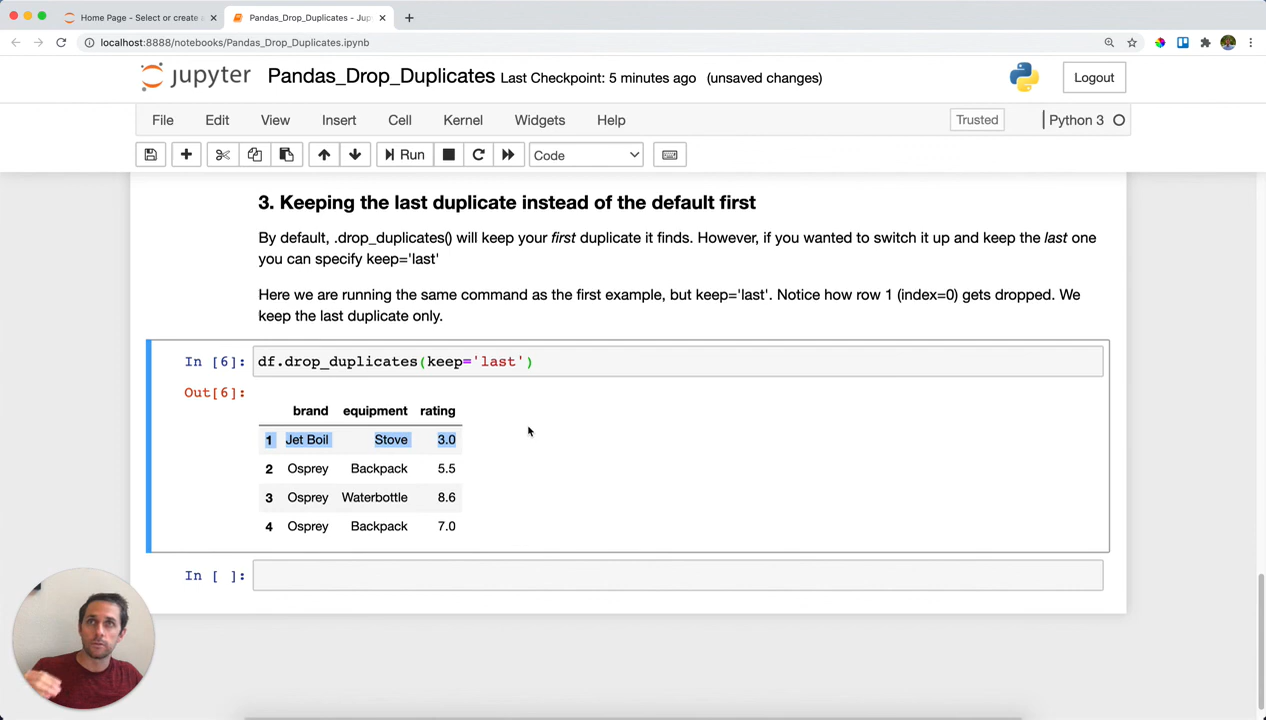 Home Page - Select or create a
Pandas_Drop_Duplicates - Jup
localhost:8888/notebooks/Pandas_Drop_Duplicates.ipynb
jupyter Pandas_Drop_Duplicates Last Checkpoint: 5 minutes ago (unsaved changes) Logout
File Edit View Insert Cell Kernel Widgets Help Trusted Python 3
Run Code
3. Keeping the last duplicate instead of the default first
By default, .drop_duplicates() will keep your first duplicate it finds. However, if you wanted to switch it up and keep the last one
you can specify keep='last'
Here we are running the same command as the first example, but keep='last'. Notice how row 1 (index=0) gets dropped. We
keep the last duplicate only.
In [6]: df.drop_duplicates(keep='last')
Out[6]:
brand equipment rating
1 Jet Boil Stove 3.0
2 Osprey Backpack 5.5
3 Osprey Waterbottle 8.6
4 Osprey Backpack 7.0
In [ ]: